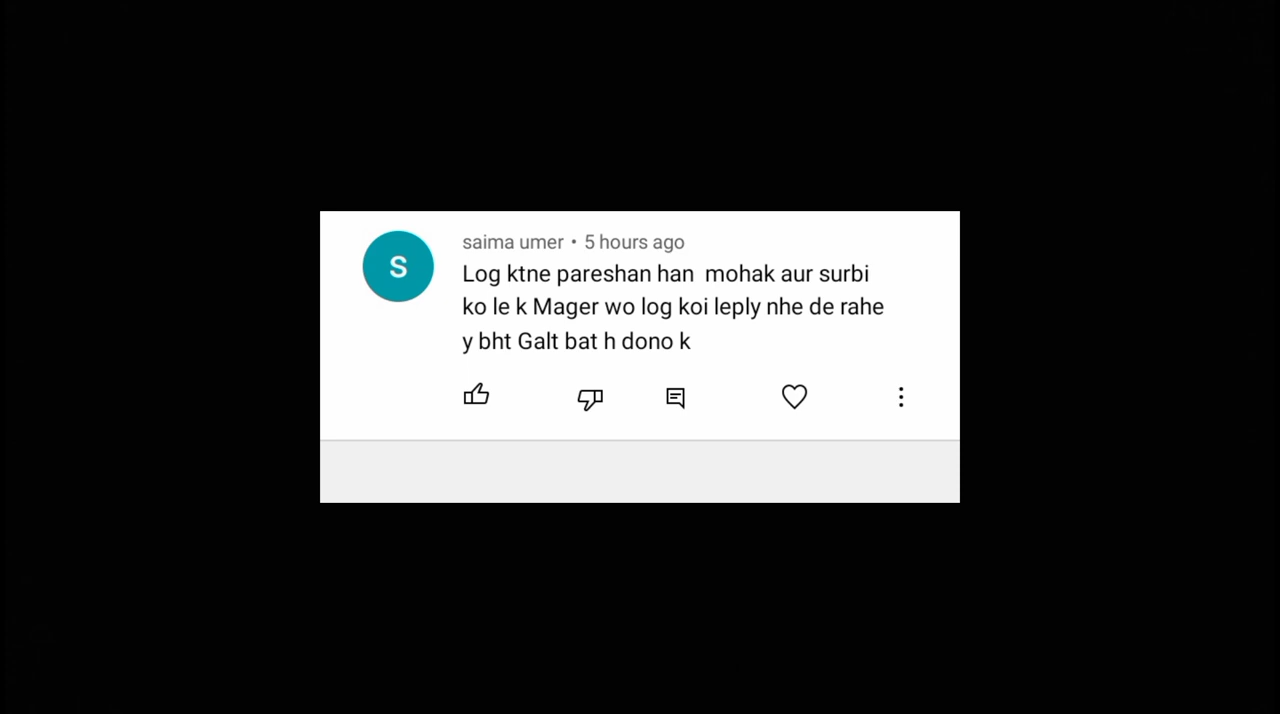 S
saima umer • 5 hours ago
Log ktne pareshan han  mohak aur surbi
ko le k Mager wo log koi leply nhe de rahe
y bht Galt bat h dono k